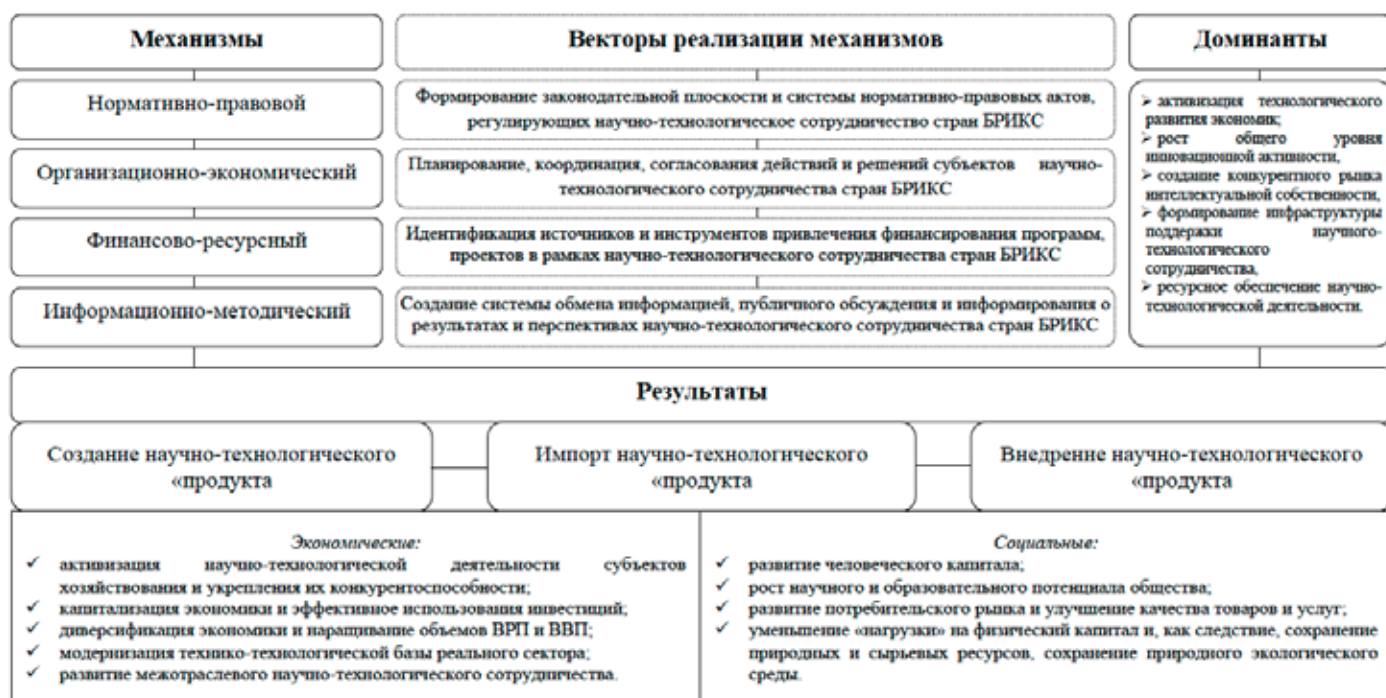 Механизмы
Векторы реализации механизмов
Доминанты
Нормативно-правовой
Формирование законодательной плоскости и системы нормативно-правовых актов,
регулирующих научно-технологическое сотрудничество стран БРИКС
Организационно-экономический
Планирование, координация, согласования действий и решений субъектов научно-
технологического сотрудничества стран БРИКС
Финансово-ресурсный
Идентификация источников и инструментов привлечения финансирования программ,
проектов в рамках научно-технологического сотрудничества стран БРИКС
Информационно-методический
Создание системы обмена информацией, публичного обсуждения и информирования о
результатах и перспективах научно-технологического сотрудничества стран БРИКС
➢ активизация технологического
развития экономик;
➢ рост общего уровня
инновационной активности,
➢ создание конкурентного рынка
интеллектуальной собственности,
➢ формирование инфраструктуры
поддержки научного-
технологического
сотрудничества,
➢ ресурсное обеспечение научно-
технологической деятельности.
Результаты
Создание научно-технологического
«продукта
Импорт научно-технологического
«продукта
Внедрение научно-технологического
«продукта
Экономические:
✓ активизация научно-технологической деятельности субъектов
хозяйствования и укрепления их конкурентоспособности;
✓ капитализация экономики и эффективное использования инвестиций;
✓ диверсификация экономики и наращивание объемов ВРП и ВВП;
✓ модернизация технико-технологической базы реального сектора;
✓ развитие межотраслевого научно-технологического сотрудничества.
Социальные:
✓ развитие человеческого капитала;
✓ рост научного и образовательного потенциала общества;
✓ развитие потребительского рынка и улучшение качества товаров и услуг;
✓ уменьшение «нагрузки» на физический капитал и, как следствие, сохранение
природных и сырьевых ресурсов, сохранение природного экологического
среды.